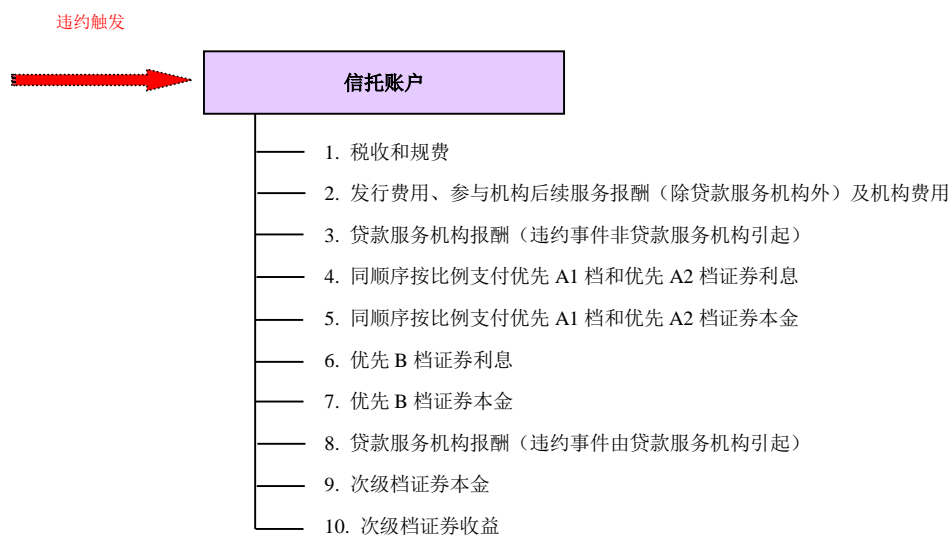 违约触发
信托账户
1. 税收和规费
2. 发行费用、参与机构后续服务报酬（除贷款服务机构外）及机构费用
3. 贷款服务机构报酬（违约事件非贷款服务机构引起）
4. 同顺序按比例支付优先 A1 档和优先 A2 档证券利息
5. 同顺序按比例支付优先 A1 档和优先 A2 档证券本金
6. 优先 B 档证券利息
7. 优先 B 档证券本金
8. 贷款服务机构报酬（违约事件由贷款服务机构引起）
9. 次级档证券本金
10. 次级档证券收益